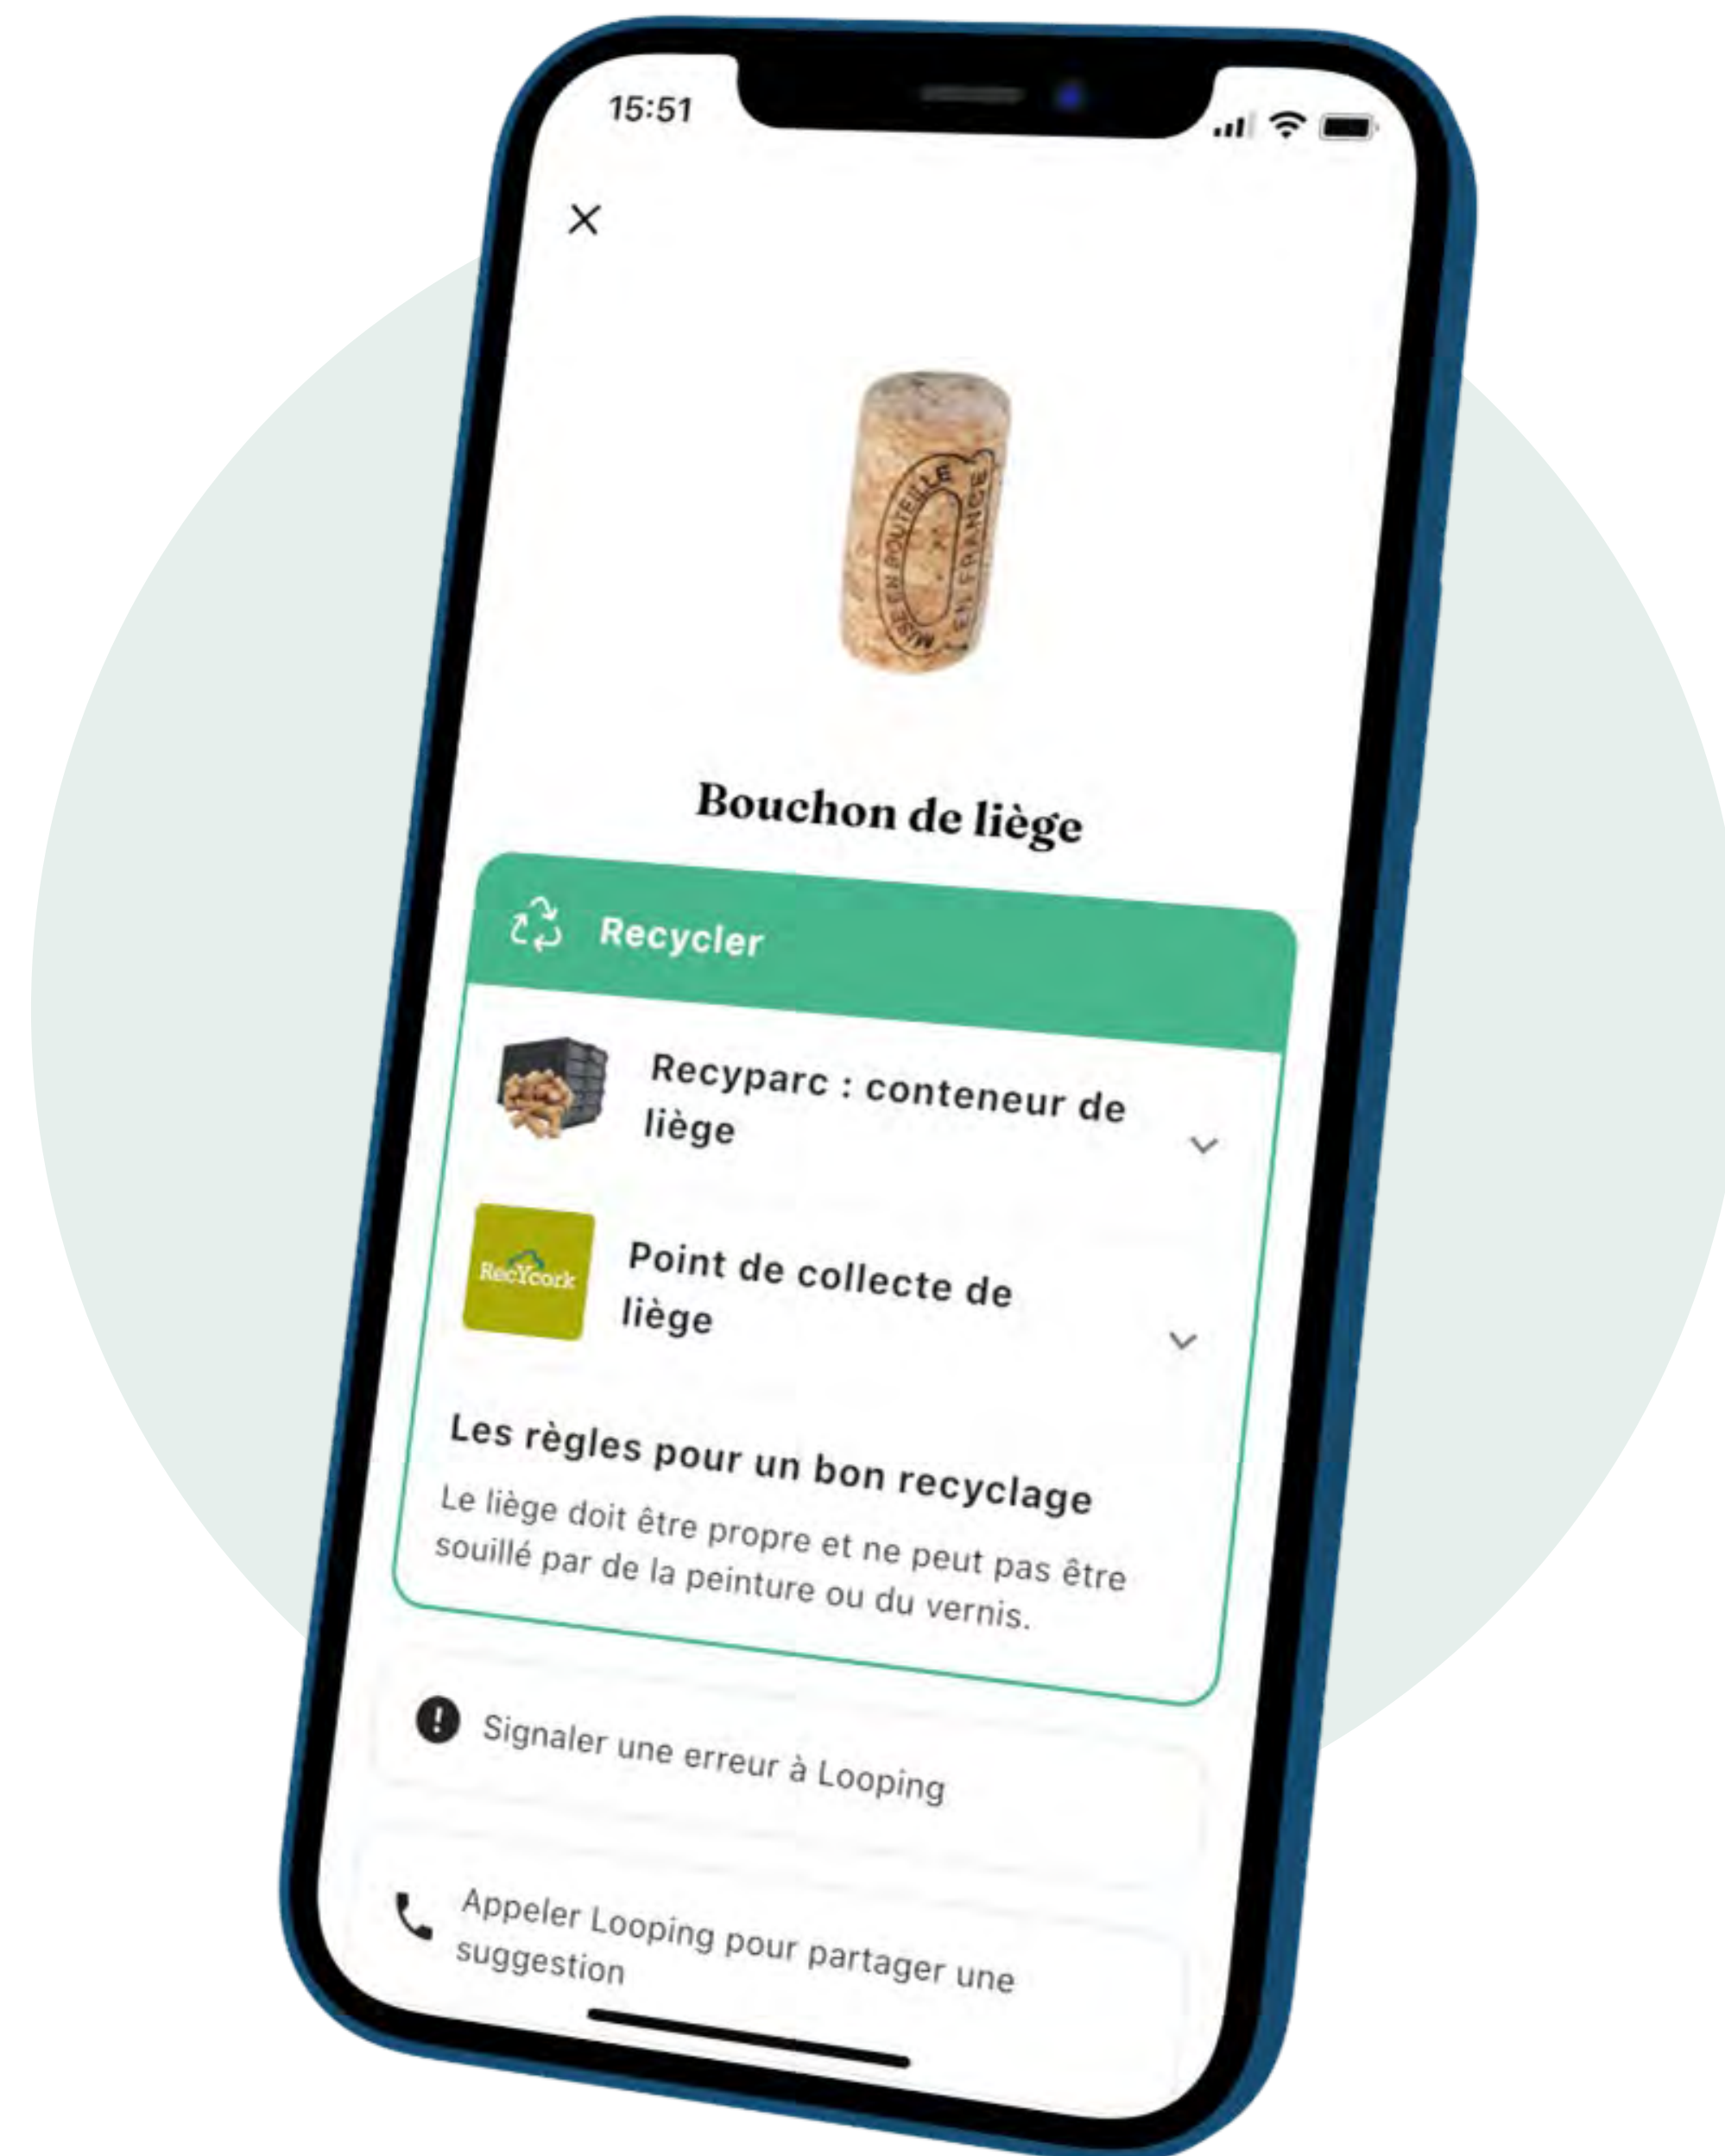 15:51
MISE EN BOUTEILLE
EN FRANCE
Bouchon de liège
Recycler
Recyparc : conteneur de
liège
RecYcork
Point de collecte de
liège
Les règles pour un bon recyclage
Le liège doit être propre et ne peut pas être
souillé par de la peinture ou du vernis.
Signaler une erreur à Looping
Appeler Looping pour partager une
suggestion